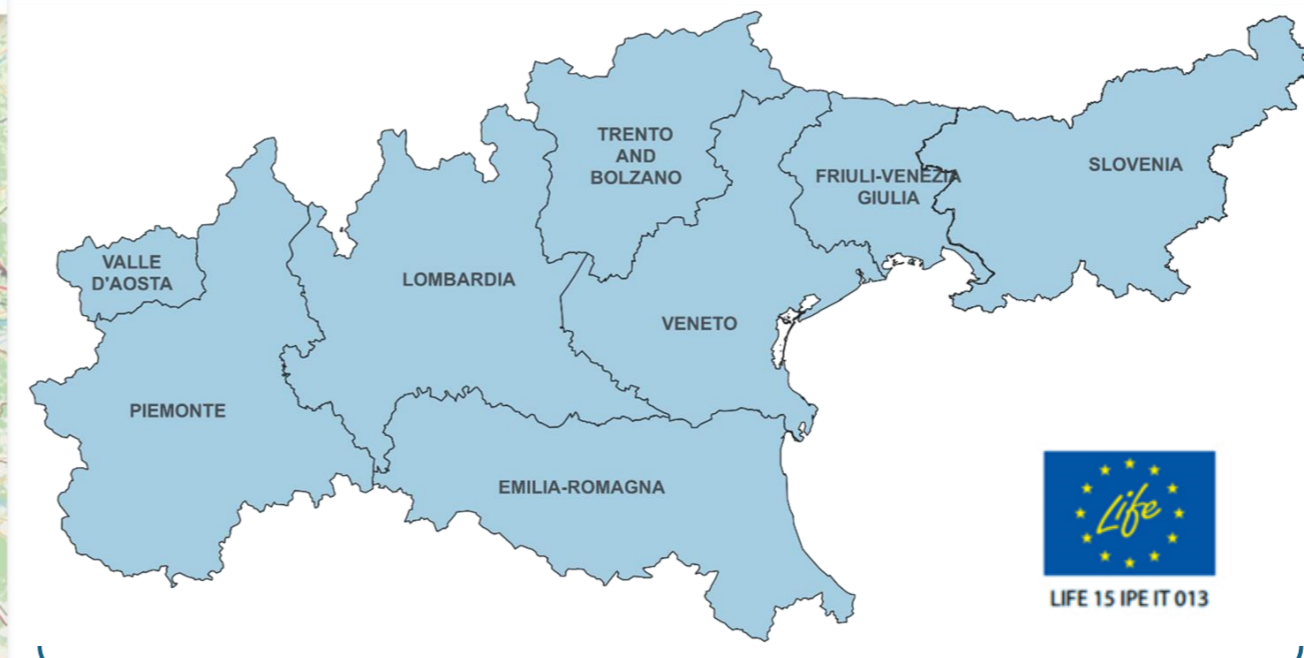 TRENTO
AND
BOLZANO
SLOVENIA
FRIULI-VENEZIA
GIULIA
VALLE
D'AOSTA
LOMBARDIA
VENETO
PIEMONTE
EMILIA-ROMAGNA
Life
LIFE 15 IPE IT 013